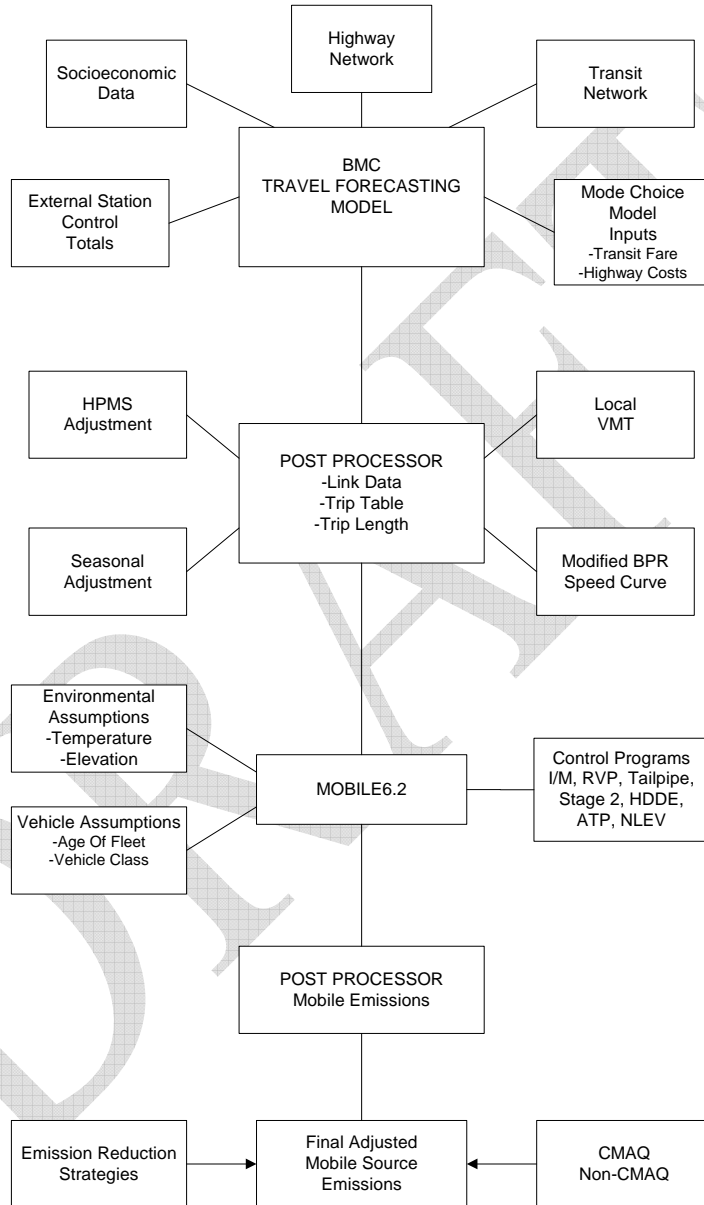 Highway
Network
Socioeconomic
Data
Transit
Network
BMC
TRAVEL FORECASTING
MODEL
External Station
Control
Totals
Mode Choice
Model
Inputs
-Transit Fare
-Highway Costs
HPMS
Adjustment
Local
VMT
POST PROCESSOR
-Link Data
-Trip Table
-Trip Length
Seasonal
Adjustment
Modified BPR
Speed Curve
Environmental
Assumptions
-Temperature
-Elevation
MOBILE6.2
Control Programs
I/M, RVP, Tailpipe,
Stage 2, HDDE,
ATP, NLEV
Vehicle Assumptions
-Age Of Fleet
-Vehicle Class
POST PROCESSOR
Mobile Emissions
Emission Reduction
Strategies
Final Adjusted
Mobile Source
Emissions
CMAQ
Non-CMAQ
DRAFT